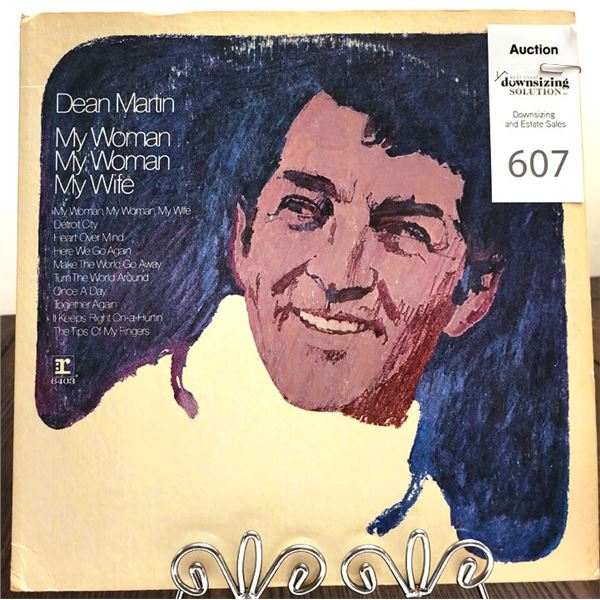 Dean Martin
My Woman
My Woman
My Wife
My Woman, My Woman, My Wife
Detroit City
Heart Over Mind
Here We Go Again
Make The World Go Away
Turn The World Around
Once A Day
Together Again
It Keeps Right On-a-Hurtin'
The Tips Of My Fingers
r
6403
Auction
downsizing
SOLUTION
Downsizing
and Estate Sales
607